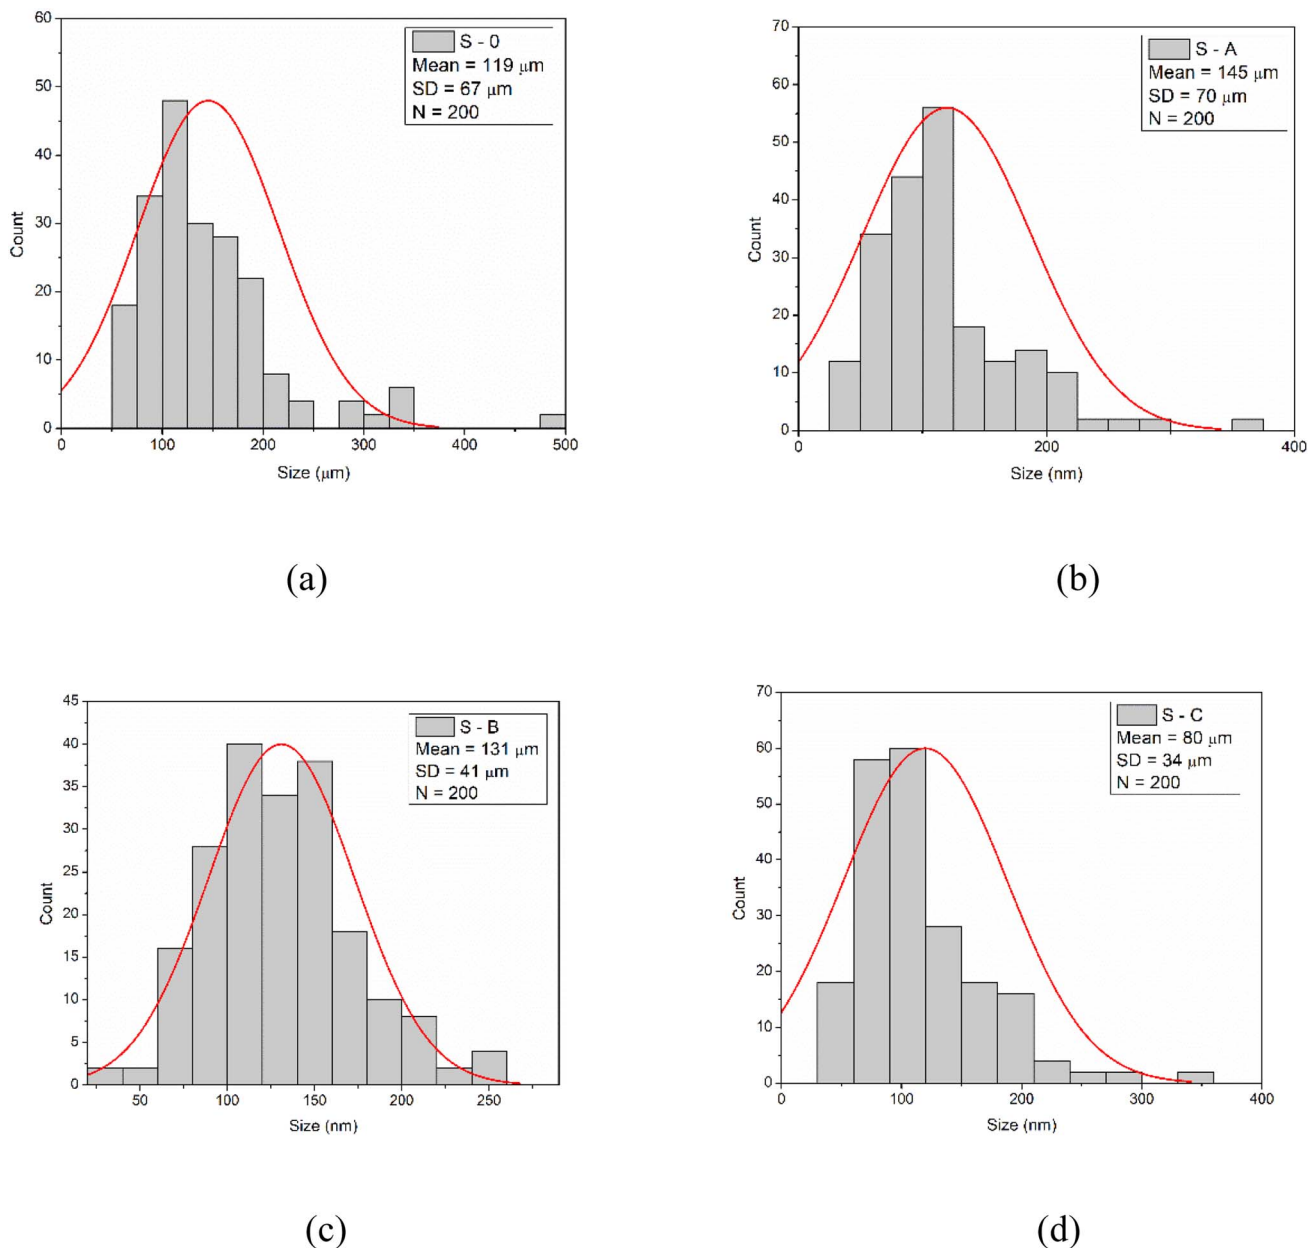 60
50
40
30
20
10
0
Count
0
100
200
300
400
500
Size (μm)
S - 0
Mean = 119 μm
SD = 67 μm
N = 200
(a)
70
60
50
40
30
20
10
0
Count
0
200
400
Size (nm)
S - A
Mean = 145 μm
SD = 70 μm
N = 200
(b)
45
40
35
30
25
20
15
10
5
0
Count
50
100
150
200
250
Size (nm)
S - B
Mean = 131 μm
SD = 41 μm
N = 200
(c)
70
60
50
40
30
20
10
0
Count
0
100
200
300
400
Size (nm)
S - C
Mean = 80 μm
SD = 34 μm
N = 200
(d)